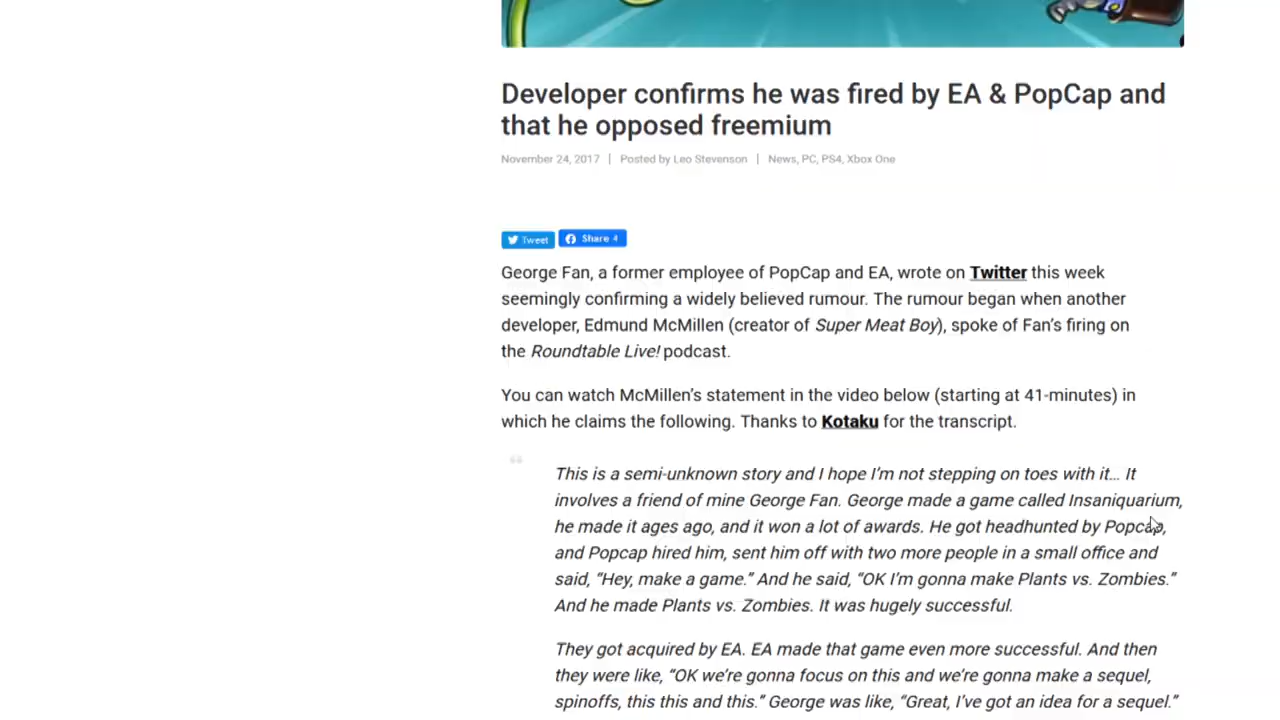 Developer confirms he was fired by EA & PopCap and
that he opposed freemium
November 24, 2017 | Posted by Leo Stevenson | News, PC, PS4, Xbox One
Tweet Share 4
George Fan, a former employee of PopCap and EA, wrote on Twitter this week
seemingly confirming a widely believed rumour. The rumour began when another
developer, Edmund McMillen (creator of Super Meat Boy), spoke of Fan's firing on
the Roundtable Live! podcast.
You can watch McMillen's statement in the video below (starting at 41-minutes) in
which he claims the following. Thanks to Kotaku for the transcript.
“
This is a semi-unknown story and I hope I'm not stepping on toes with it… It
involves a friend of mine George Fan. George made a game called Insaniquarium,
he made it ages ago, and it won a lot of awards. He got headhunted by Popcap,
and Popcap hired him, sent him off with two more people in a small office and
said, “Hey, make a game.” And he said, “OK I'm gonna make Plants vs. Zombies.”
And he made Plants vs. Zombies. It was hugely successful.
They got acquired by EA. EA made that game even more successful. And then
they were like, “OK we're gonna focus on this and we're gonna make a sequel,
spinoffs, this this and this.” George was like, “Great, I've got an idea for a sequel.”